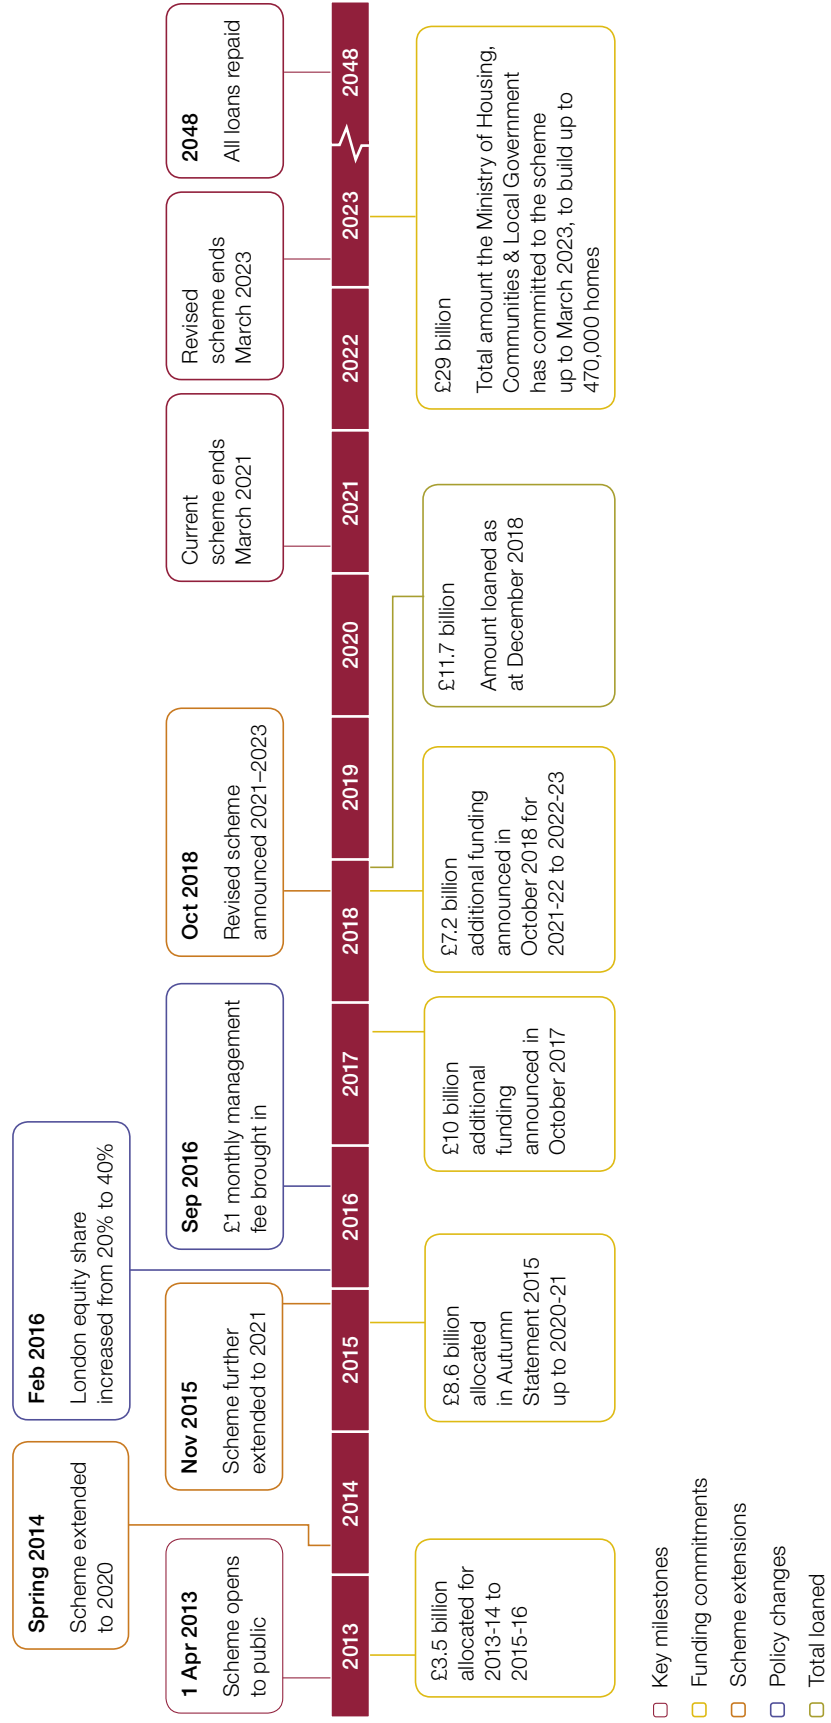 Spring 2014
Scheme extended
to 2020
Feb 2016
London equity share
increased from 20% to 40%
1 Apr 2013
Scheme opens
to public
Nov 2015
Scheme further
extended to 2021
Sep 2016
£1 monthly management
fee brought in
Oct 2018
Revised scheme
announced 2021–2023
Current
scheme ends
March 2021
Revised
scheme ends
March 2023
2048
All loans repaid
2013
2014
2015
2016
2017
2018
2019
2020
2021
2022
2023
2048
£3.5 billion
allocated for
2013-14 to
2015-16
£8.6 billion
allocated
in Autumn
Statement 2015
up to 2020-21
£10 billion
additional
funding
announced in
October 2017
£7.2 billion
additional funding
announced in
October 2018 for
2021-22 to 2022-23
£11.7 billion
Amount loaned as
at December 2018
£29 billion
Total amount the Ministry of Housing,
Communities & Local Government
has committed to the scheme
up to March 2023, to build up to
470,000 homes
Key milestones
Funding commitments
Scheme extensions
Policy changes
Total loaned